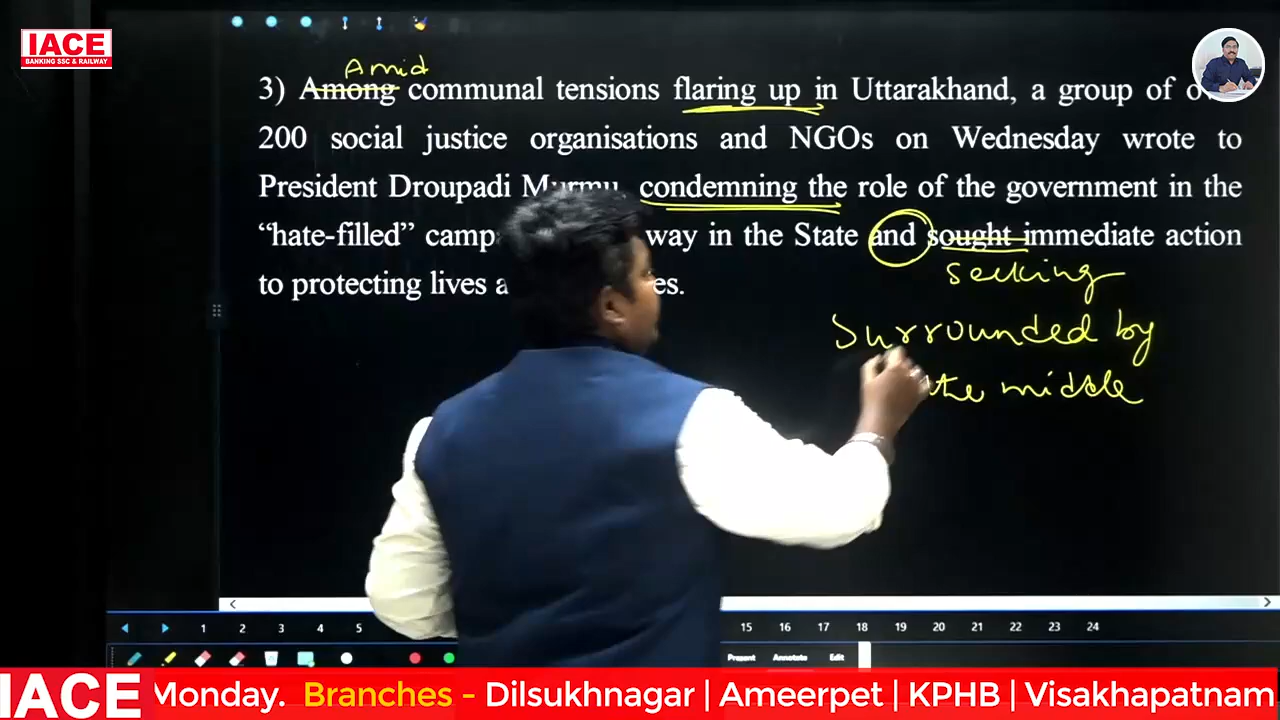 IACE
BANKING SSC & RAILWAY
Amid
3) Among communal tensions flaring up in Uttarakhand, a group of
200 social justice organisations and NGOs on Wednesday wrote to
President Droupadi Murmu, condemning the role of the government in the
“hate-filled” way in the State and sought immediate action
seeking
to protecting lives
surrounded by
the middle
1 2 3 4 5 15 16 17 18 19 20 21 22 23 24
Present Annotate Edit
IACE Monday. Branches - Dilsukhnagar | Ameerpet | KPHB | Visakhapatnam